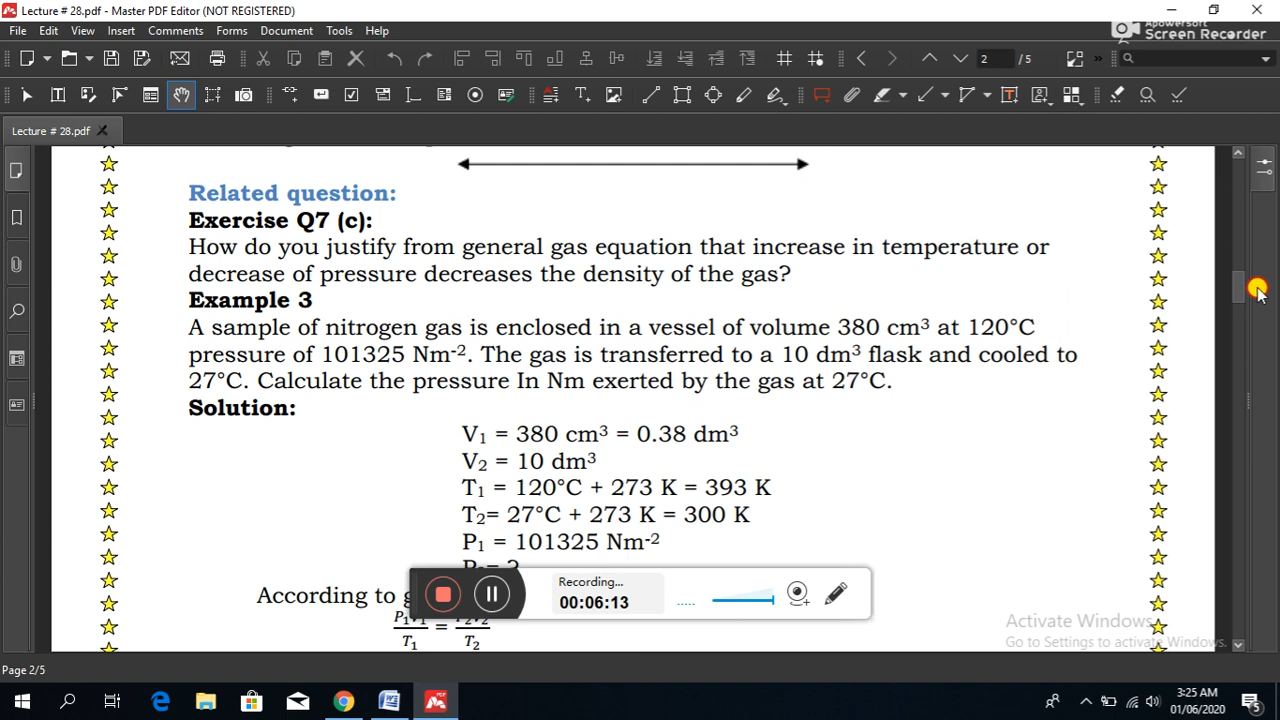 Lecture # 28.pdf - Master PDF Editor (NOT REGISTERED)
File Edit View Insert Comments Forms Document Tools Help
Apowersoft
Screen Recorder
2 / 5
Lecture # 28.pdf
Related question:
Exercise Q7 (c):
How do you justify from general gas equation that increase in temperature or
decrease of pressure decreases the density of the gas?
Example 3
A sample of nitrogen gas is enclosed in a vessel of volume 380 cm³ at 120°C
pressure of 101325 Nm⁻². The gas is transferred to a 10 dm³ flask and cooled to
27°C. Calculate the pressure In Nm exerted by the gas at 27°C.
Solution:
V₁ = 380 cm³ = 0.38 dm³
V₂ = 10 dm³
T₁ = 120°C + 273 K = 393 K
T₂= 27°C + 273 K = 300 K
P₁ = 101325 Nm⁻²
P₂= ?
According to
P₁V₁ / T₁ = P₂V₂ / T₂
Recording...
00:06:13
Activate Windows
Go to Settings to activate Windows.
Page 2/5
3:25 AM
01/06/2020
5